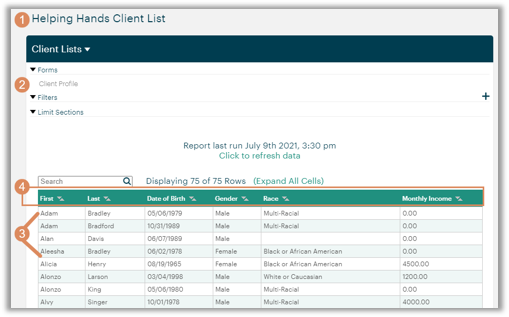 1 Helping Hands Client List
Client Lists
Forms
2 Client Profile
Filters +
Limit Sections
Report last run July 9th 2021, 3:30 pm
Click to refresh data
Search Displaying 75 of 75 Rows (Expand All Cells)
4 First Last Date of Birth Gender Race Monthly Income
Adam Bradley 05/06/1979 Male Multi-Racial 0.00
Adam Bradford 10/31/1989 Male Multi-Racial 0.00
3 Alan Davis 06/07/1989 Male 0.00
Aleesha Bradley 06/02/1978 Female Black or African American 0.00
Alicia Henry 08/19/1965 Female Black or African American 4500.00
Alonzo Larson 03/04/1998 Male White or Caucasian 1200.00
Alonzo King 05/06/1980 Male Multi-Racial 0.00
Alvy Singer 10/01/1978 Male Multi-Racial 4000.00